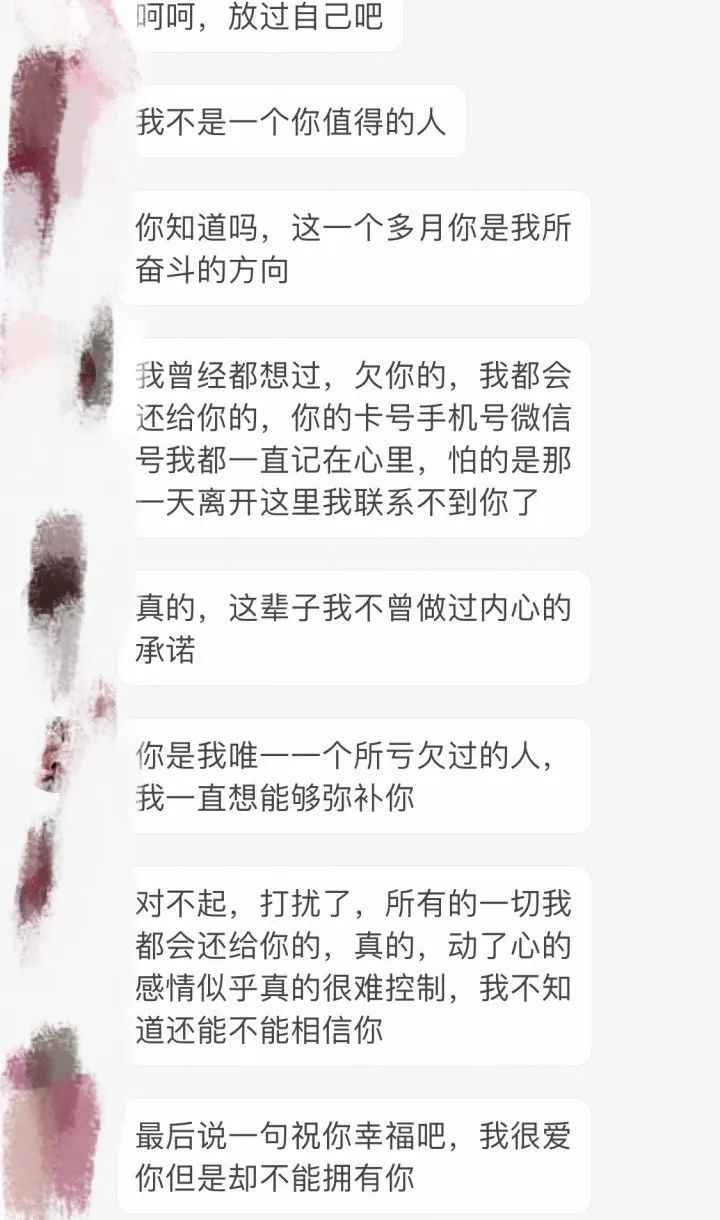 呵呵，放过自己吧
我不是一个你值得的人
你知道吗，这一个多月你是我所
奋斗的方向
我曾经都想过，欠你的，我都会
还给你的，你的卡号手机号微信
号我都一直记在心里，怕的是那
一天离开这里我联系不到你了
真的，这辈子我不曾做过内心的
承诺
你是我唯一一个所亏欠过的人，
我一直想能够弥补你
对不起，打扰了，所有的一切我
都会还给你的，真的，动了心的
感情似乎真的很难控制，我不知
道还能不能相信你
最后说一句祝你幸福吧，我很爱
你但是却不能拥有你